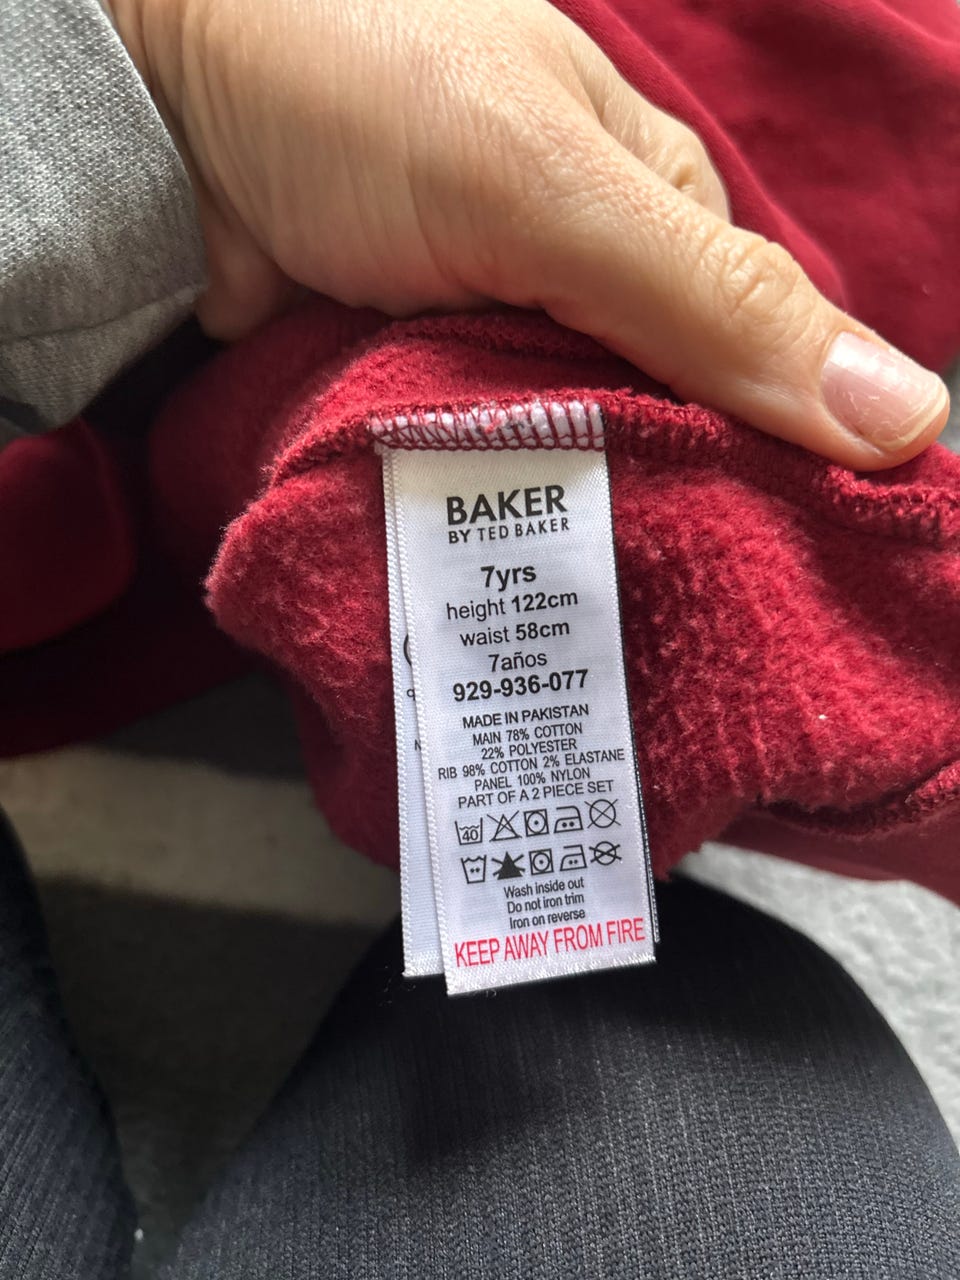 BAKER
BY TED BAKER
7yrs
height 122cm
waist 58cm
7años
929-936-077
MADE IN PAKISTAN
MAIN 78% COTTON
22% POLYESTER
RIB 98% COTTON 2% ELASTANE
PANEL 100% NYLON
PART OF A 2 PIECE SET
40
Wash inside out
Do not iron trim
Iron on reverse
KEEP AWAY FROM FIRE